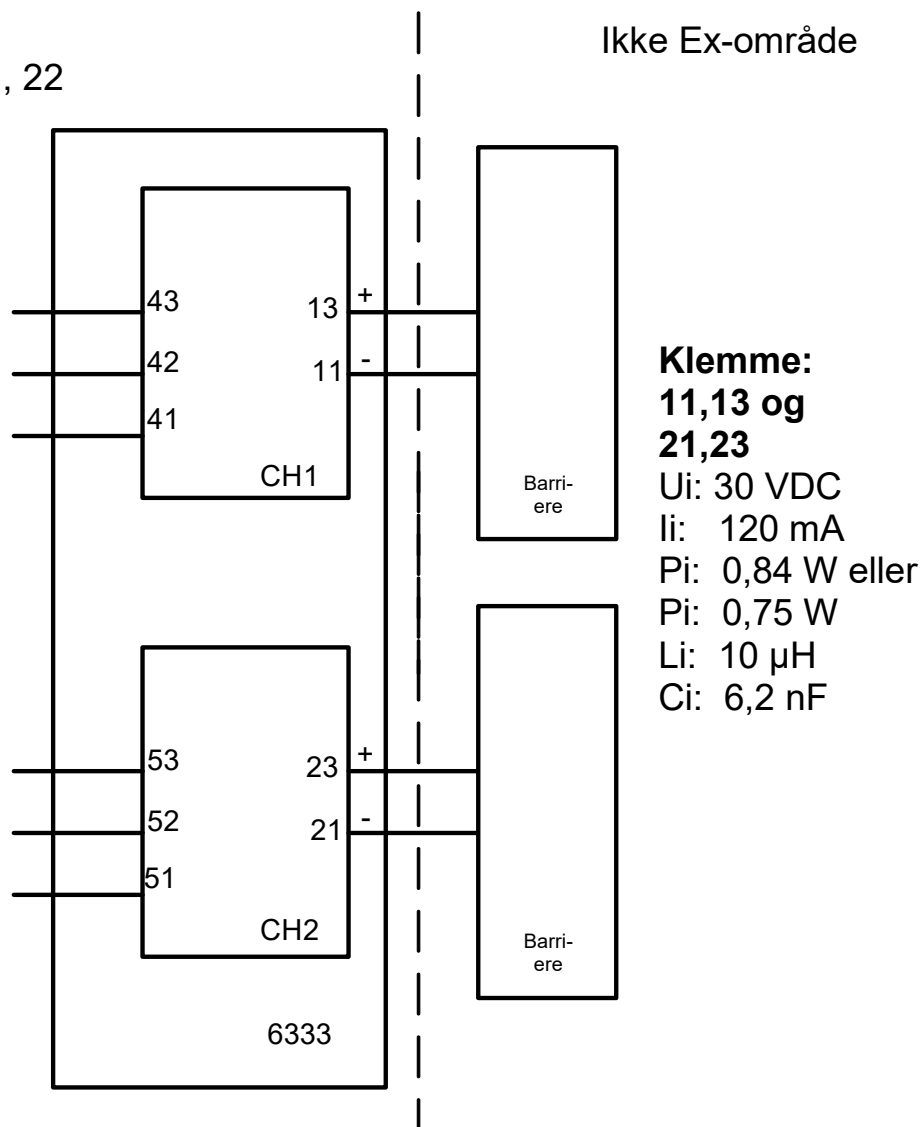 Ikke Ex-område
, 22
43
42
41
13 +
11 -
CH1
Barri-
ere
Klemme:
11,13 og
21,23
Ui: 30 VDC
Ii: 120 mA
Pi: 0,84 W eller
Pi: 0,75 W
Li: 10 µH
Ci: 6,2 nF
53
52
51
23 +
21 -
CH2
Barri-
ere
6333